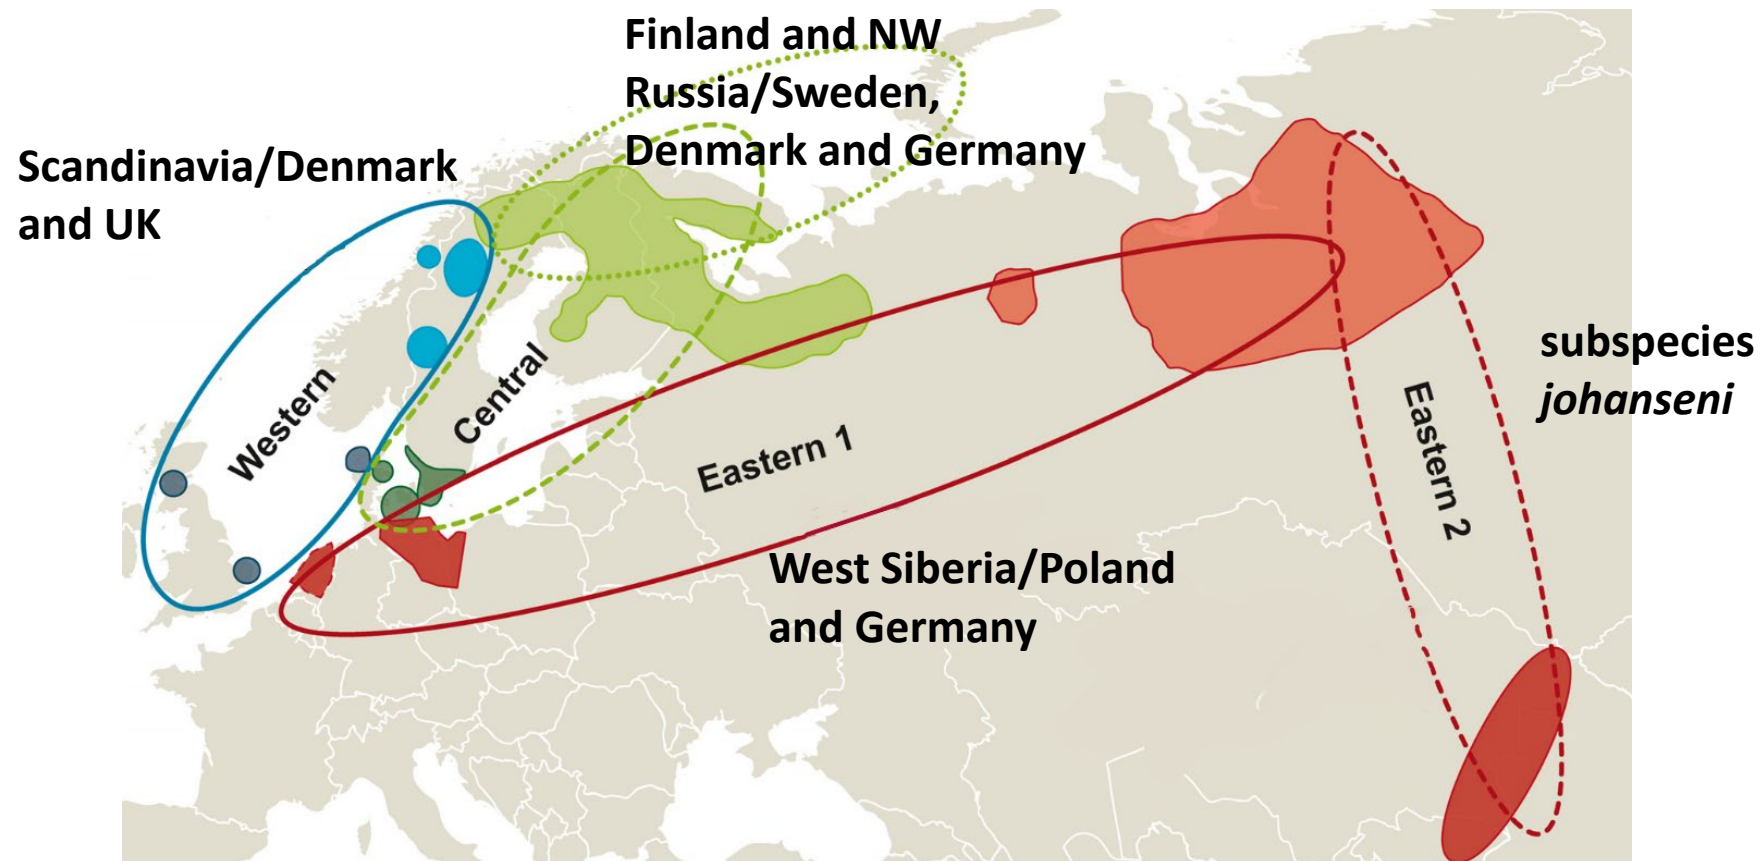 Finland and NW
Russia/Sweden,
Denmark and Germany
Scandinavia/Denmark
and UK
Western
Central
Eastern 1
Eastern 2
subspecies
johanseni
West Siberia/Poland
and Germany